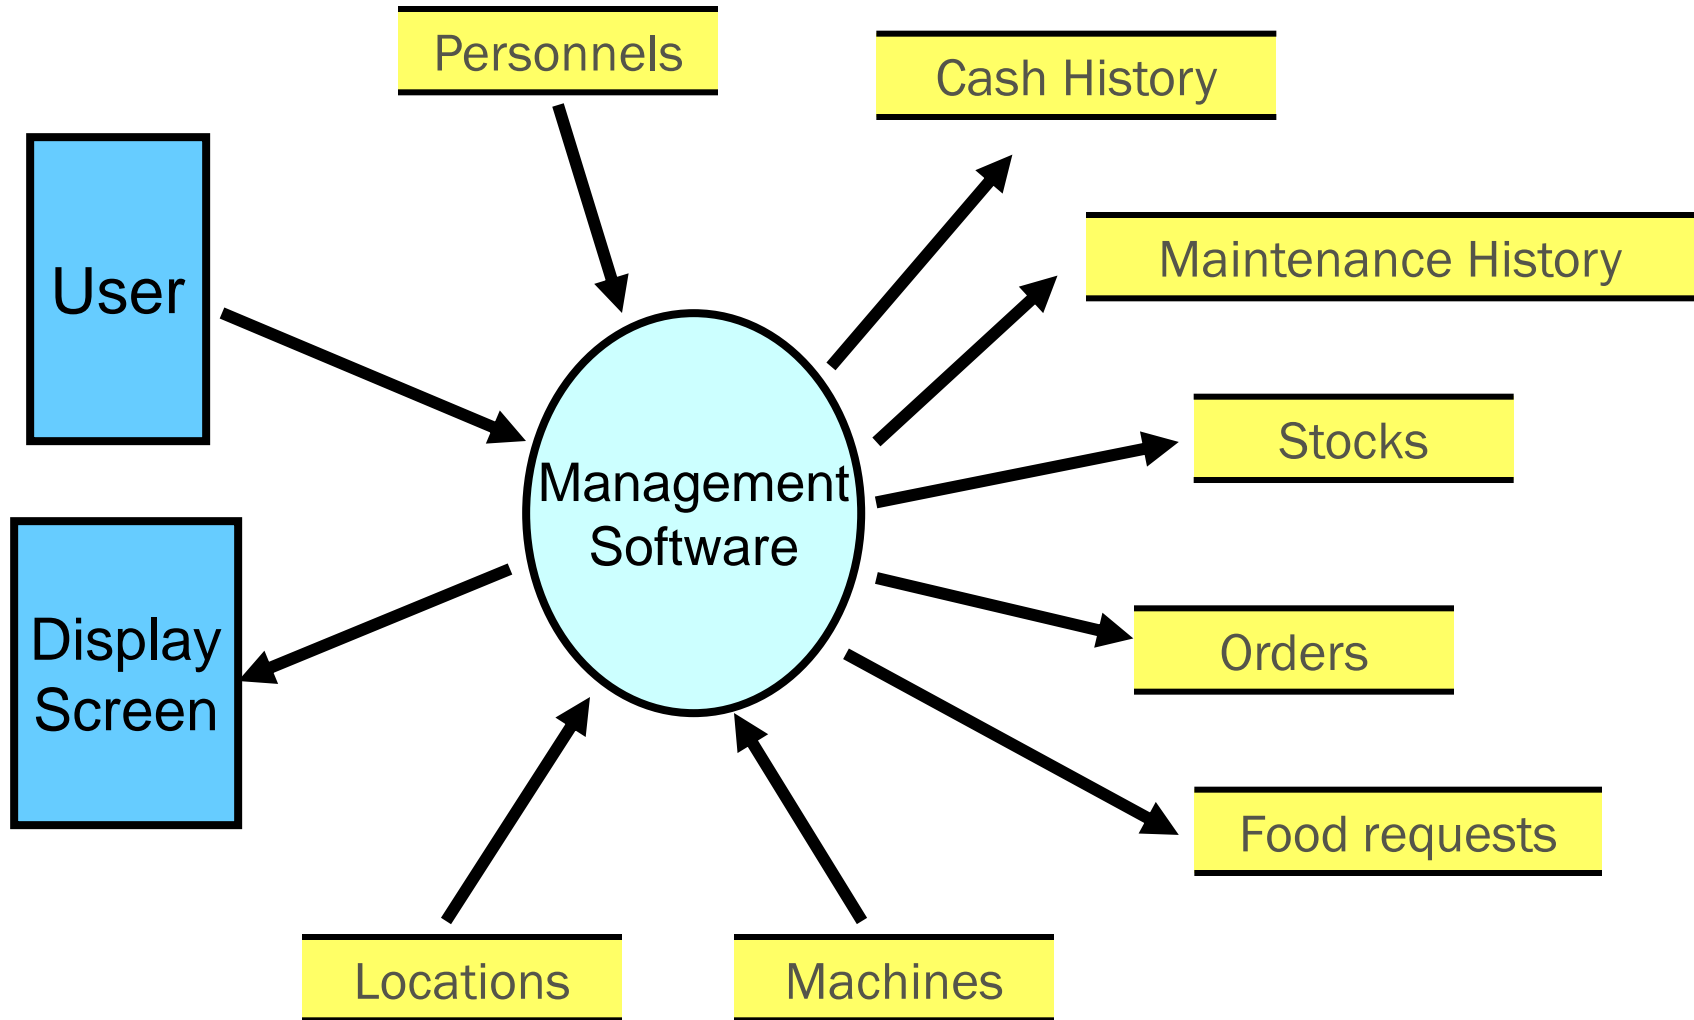 Personnels
Cash History
User
Maintenance History
Stocks
Management
Software
Display
Screen
Orders
Food requests
Locations
Machines